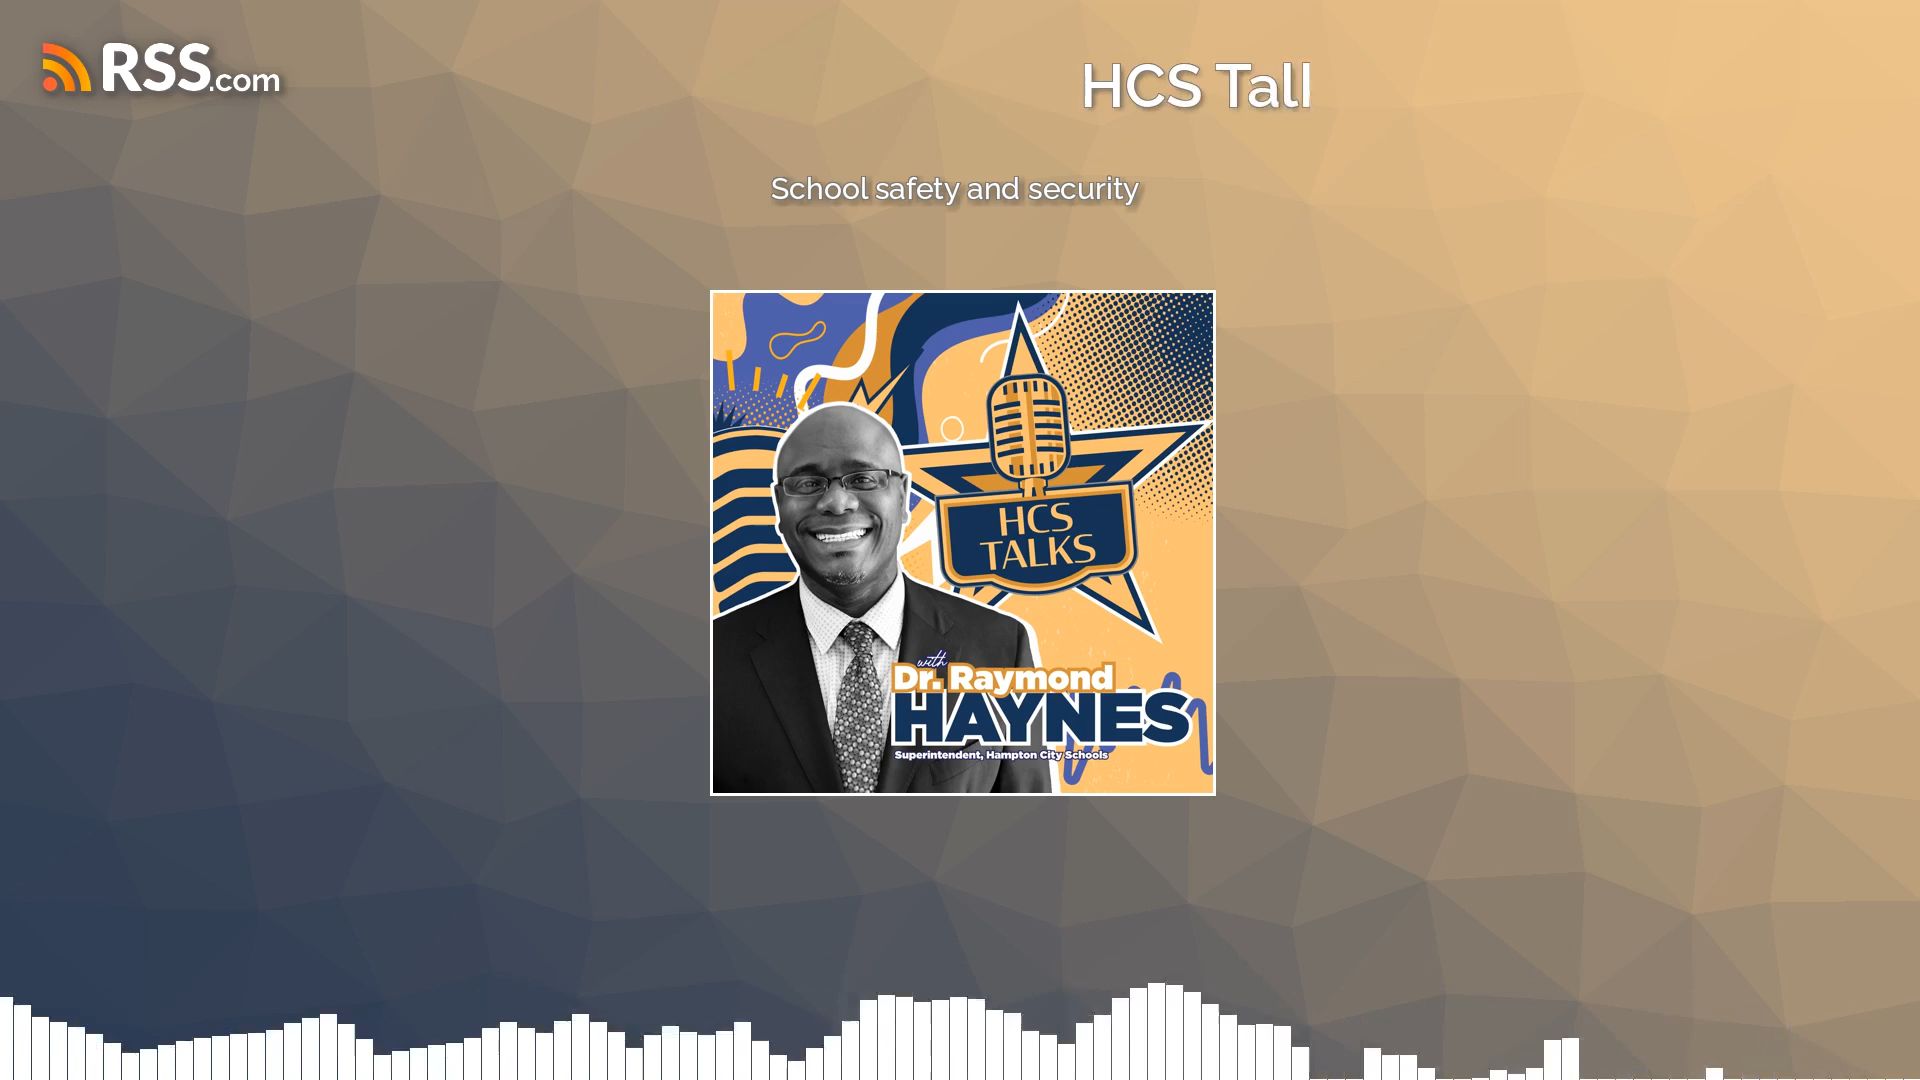 RSS.com
HCS Tall
School safety and security
HCS
TALKS
with
Dr. Raymond
HAYNES
Superintendent, Hampton City Schools